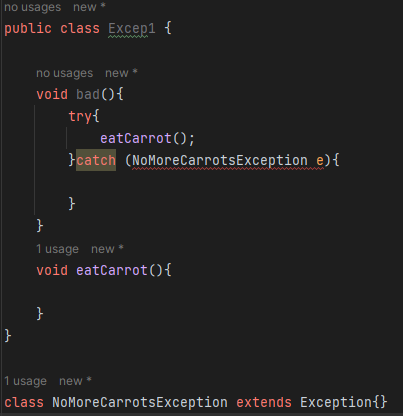 no usages   new *
public class Excep1 {
no usages   new *
void bad(){
try{
eatCarrot();
}catch (NoMoreCarrotsException e){
}
}
1 usage   new *
void eatCarrot(){
}
}
1 usage   new *
class NoMoreCarrotsException extends Exception{}